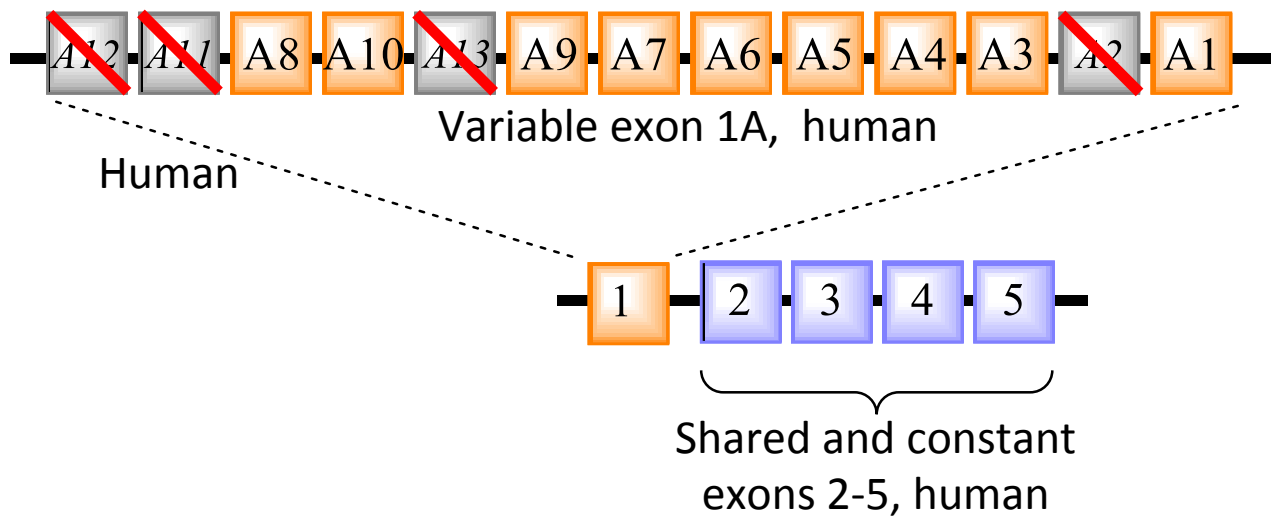 A12 A11 A8 A10 A13 A9 A7 A6 A5 A4 A3 A2 A1
Variable exon 1A, human
Human
1 2 3 4 5
Shared and constant
exons 2-5, human